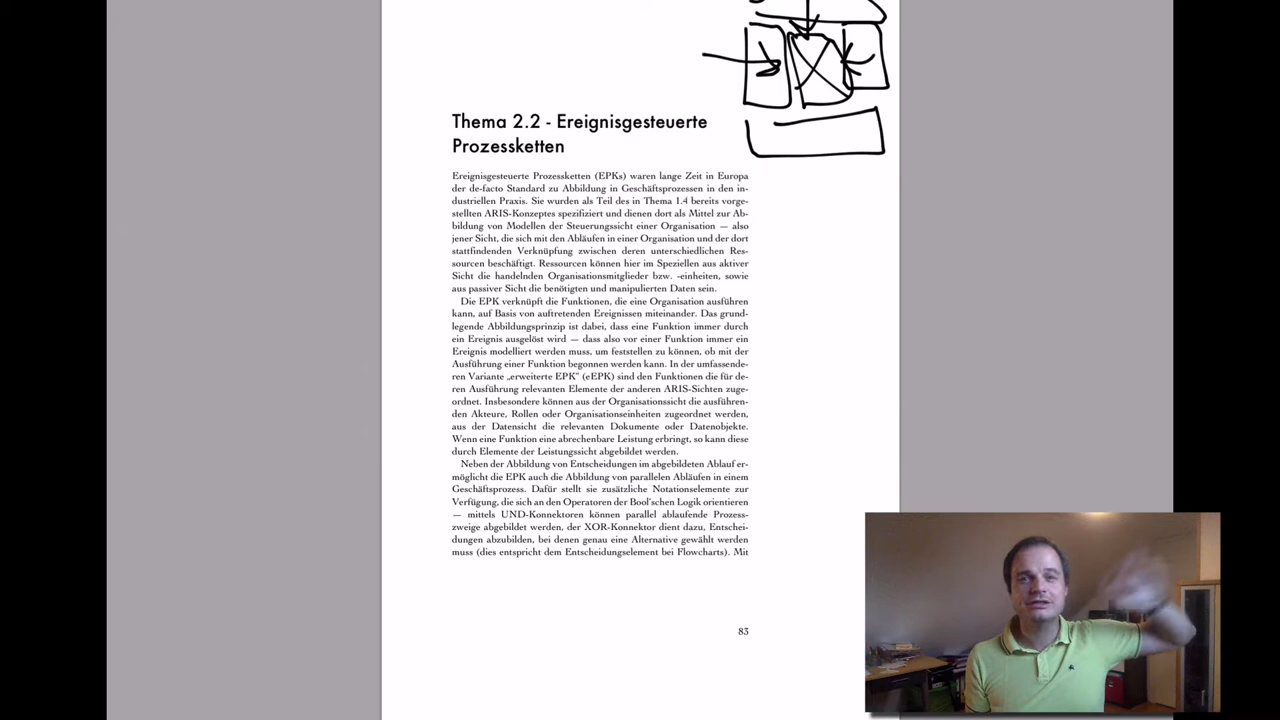 Thema 2.2 - Ereignisgesteuerte
Prozessketten
Ereignisgesteuerte Prozessketten (EPKs) waren lange Zeit in Europa
der de-facto Standard zu Abbildung in Geschäftsprozessen in den in-
dustriellen Praxis. Sie wurden als Teil des in Thema 1.4 bereits vorge-
stellten ARIS-Konzeptes spezifiziert und dienen dort als Mittel zur Ab-
bildung von Modellen der Steuerungssicht einer Organisation — also
jener Sicht, die sich mit den Abläufen in einer Organisation und der dort
stattfindenden Verknüpfung zwischen deren unterschiedlichen Res-
sourcen beschäftigt. Ressourcen können hier im Speziellen aus aktiver
Sicht die handelnden Organisationsmitglieder bzw. -einheiten, sowie
aus passiver Sicht die benötigten und manipulierten Daten sein.
Die EPK verknüpft die Funktionen, die eine Organisation ausführen
kann, auf Basis von auftretenden Ereignissen miteinander. Das grund-
legende Abbildungsprinzip ist dabei, dass eine Funktion immer durch
ein Ereignis ausgelöst wird — dass also vor einer Funktion immer ein
Ereignis modelliert werden muss, um feststellen zu können, ob mit der
Ausführung einer Funktion begonnen werden kann. In der umfassende-
ren Variante „erweiterte EPK“ (eEPK) sind den Funktionen die für de-
ren Ausführung relevanten Elemente der anderen ARIS-Sichten zuge-
ordnet. Insbesondere können aus der Organisationssicht die ausführen-
den Akteure, Rollen oder Organisationseinheiten zugeordnet werden,
aus der Datensicht die relevanten Dokumente oder Datenobjekte.
Wenn eine Funktion eine abrechenbare Leistung erbringt, so kann diese
durch Elemente der Leistungssicht abgebildet werden.
Neben der Abbildung von Entscheidungen im abgebildeten Ablauf er-
möglicht die EPK auch die Abbildung von parallelen Abläufen in einem
Geschäftsprozess. Dafür stellt sie zusätzliche Notationselemente zur
Verfügung, die sich an den Operatoren der Bool'schen Logik orientieren
— mittels UND-Konnektoren können parallel ablaufende Prozess-
zweige abgebildet werden, der XOR-Konnektor dient dazu, Entschei-
dungen abzubilden, bei denen genau eine Alternative gewählt werden
muss (dies entspricht dem Entscheidungselement bei Flowcharts). Mit
83